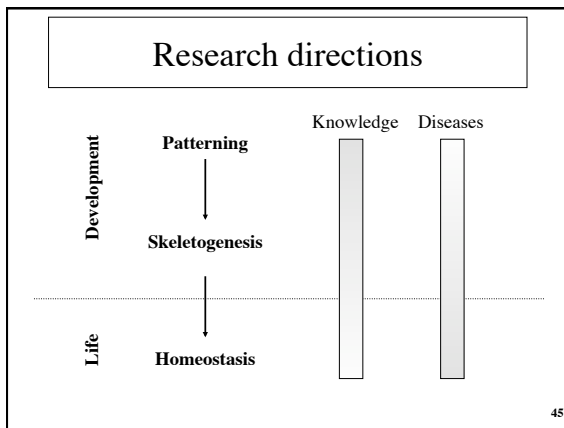 Research directions
Knowledge Diseases
Development
Patterning
Skeletogenesis
Life
Homeostasis
45